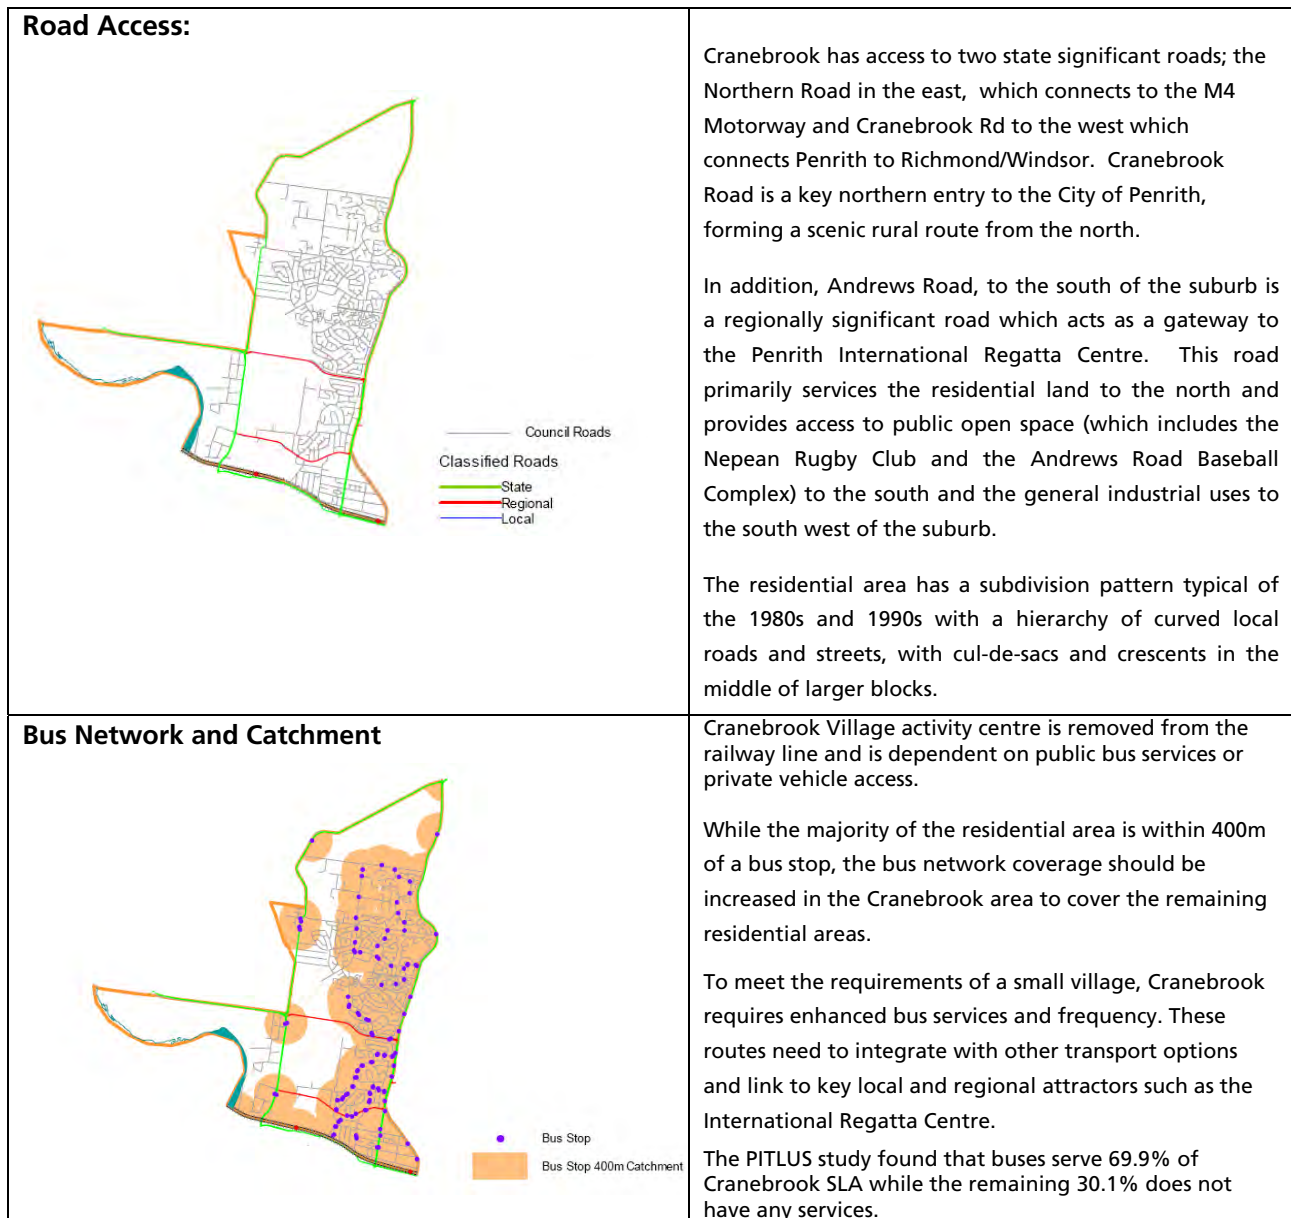 Road Access:
Council Roads
Classified Roads
State
Regional
Local
Cranebrook has access to two state significant roads; the
Northern Road in the east, which connects to the M4
Motorway and Cranebrook Rd to the west which
connects Penrith to Richmond/Windsor. Cranebrook
Road is a key northern entry to the City of Penrith,
forming a scenic rural route from the north.
In addition, Andrews Road, to the south of the suburb is
a regionally significant road which acts as a gateway to
the Penrith International Regatta Centre. This road
primarily services the residential land to the north and
provides access to public open space (which includes the
Nepean Rugby Club and the Andrews Road Baseball
Complex) to the south and the general industrial uses to
the south west of the suburb.
The residential area has a subdivision pattern typical of
the 1980s and 1990s with a hierarchy of curved local
roads and streets, with cul-de-sacs and crescents in the
middle of larger blocks.
Bus Network and Catchment
Bus Stop
Bus Stop 400m Catchment
Cranebrook Village activity centre is removed from the
railway line and is dependent on public bus services or
private vehicle access.
While the majority of the residential area is within 400m
of a bus stop, the bus network coverage should be
increased in the Cranebrook area to cover the remaining
residential areas.
To meet the requirements of a small village, Cranebrook
requires enhanced bus services and frequency. These
routes need to integrate with other transport options
and link to key local and regional attractors such as the
International Regatta Centre.
The PITLUS study found that buses serve 69.9% of
Cranebrook SLA while the remaining 30.1% does not
have any services.